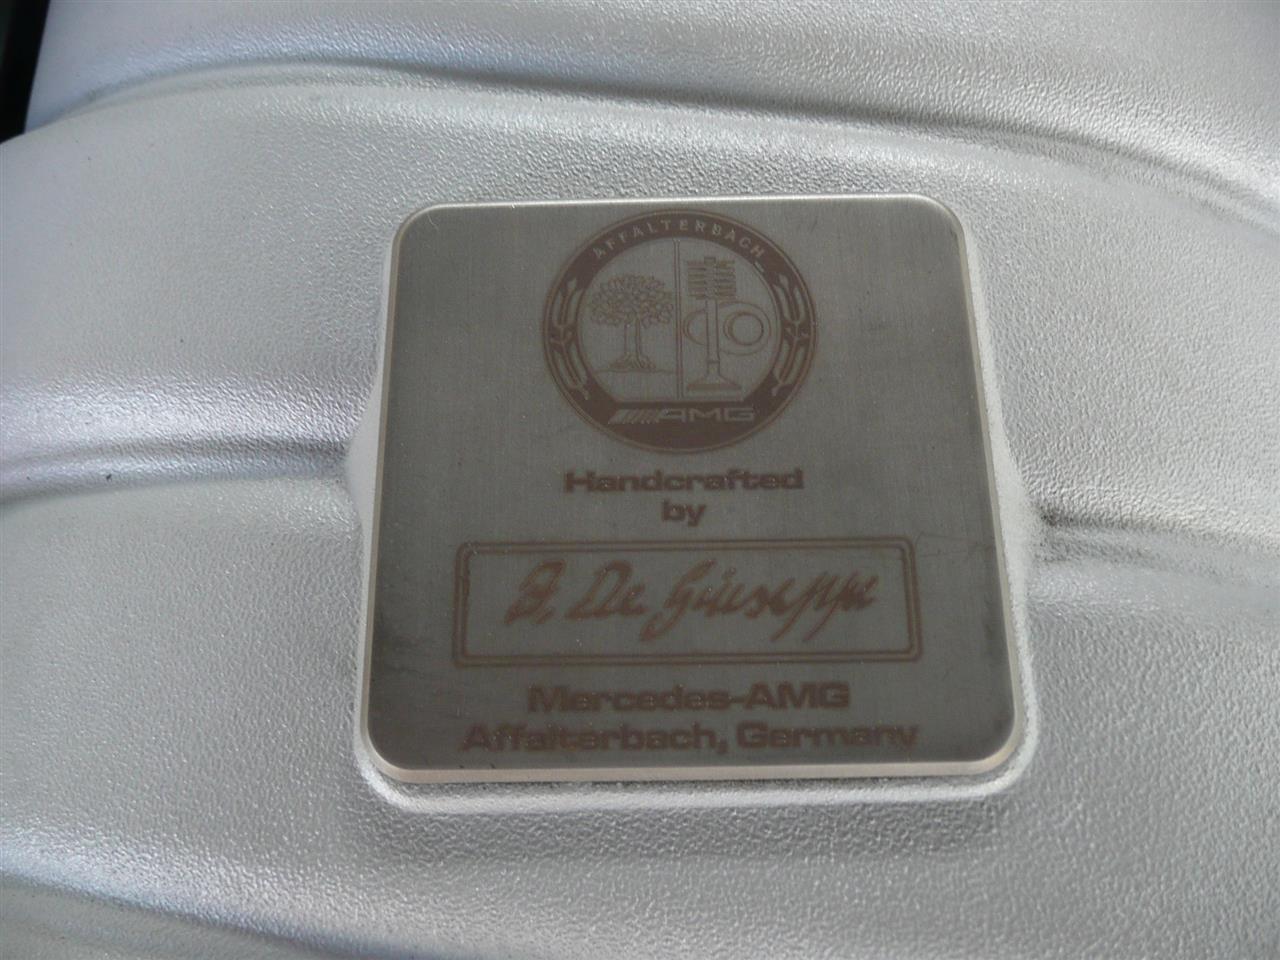 AFFALTERBACH
AMG
Handcrafted
by
B. De Giuseppe
Mercedes-AMG
Affalterbach, Germany